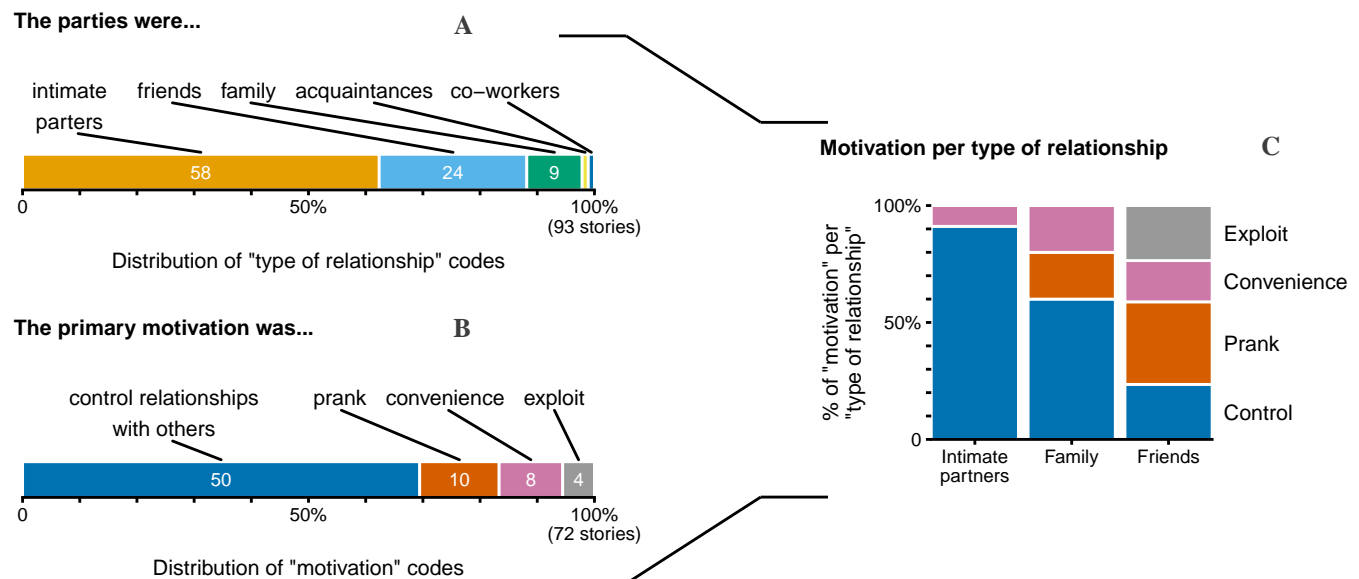 The parties were...
A
intimate
parters
friends
family
acquaintances
co−workers
58
24
9
0
50%
100%
(93 stories)
Distribution of "type of relationship" codes
The primary motivation was...
B
control relationships
with others
prank
convenience
exploit
50
10
8
4
0
50%
100%
(72 stories)
Distribution of "motivation" codes
Motivation per type of relationship
C
% of "motivation" per
"type of relationship"
100%
50%
0
Exploit
Convenience
Prank
Control
Intimate
partners
Family
Friends